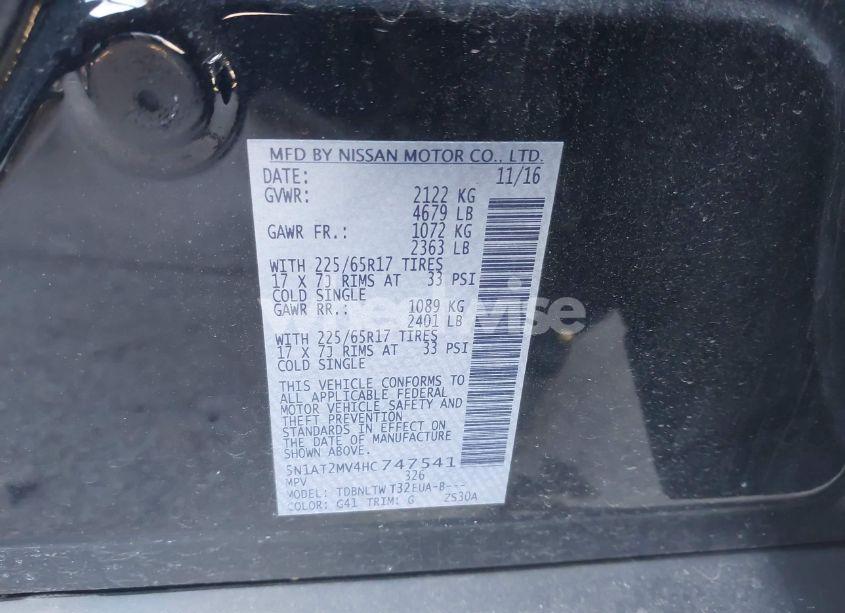 MFD BY NISSAN MOTOR CO., LTD.
DATE: 11/16
GVWR: 2122 KG
4679 LB
GAWR FR.: 1072 KG
2363 LB
WITH 225/65R17 TIRES
17 X 7J RIMS AT 33 PSI
COLD SINGLE
GAWR RR.: 1089 KG
2401 LB
WITH 225/65R17 TIRES
17 X 7J RIMS AT 33 PSI
COLD SINGLE
THIS VEHICLE CONFORMS TO
ALL APPLICABLE FEDERAL
MOTOR VEHICLE SAFETY AND
THEFT PREVENTION
STANDARDS IN EFFECT ON
THE DATE OF MANUFACTURE
SHOWN ABOVE.
5N1AT2MV4HC747541
MPV 326
MODEL: TDBNLTW T32EUA-B---
COLOR: G41 TRIM: G ZS30A